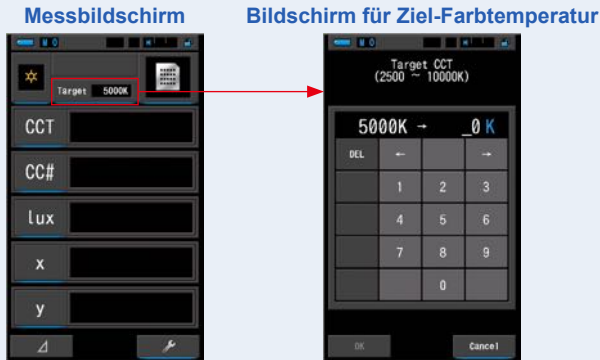 Messbildschirm
Bildschirm für Ziel-Farbtemperatur
Target 5000K
CCT
CC#
lux
x
y
Target CCT
(2500 ~ 10000K)
5000K → _0 K
DEL ← →
1 2 3
4 5 6
7 8 9
0
OK Cancel